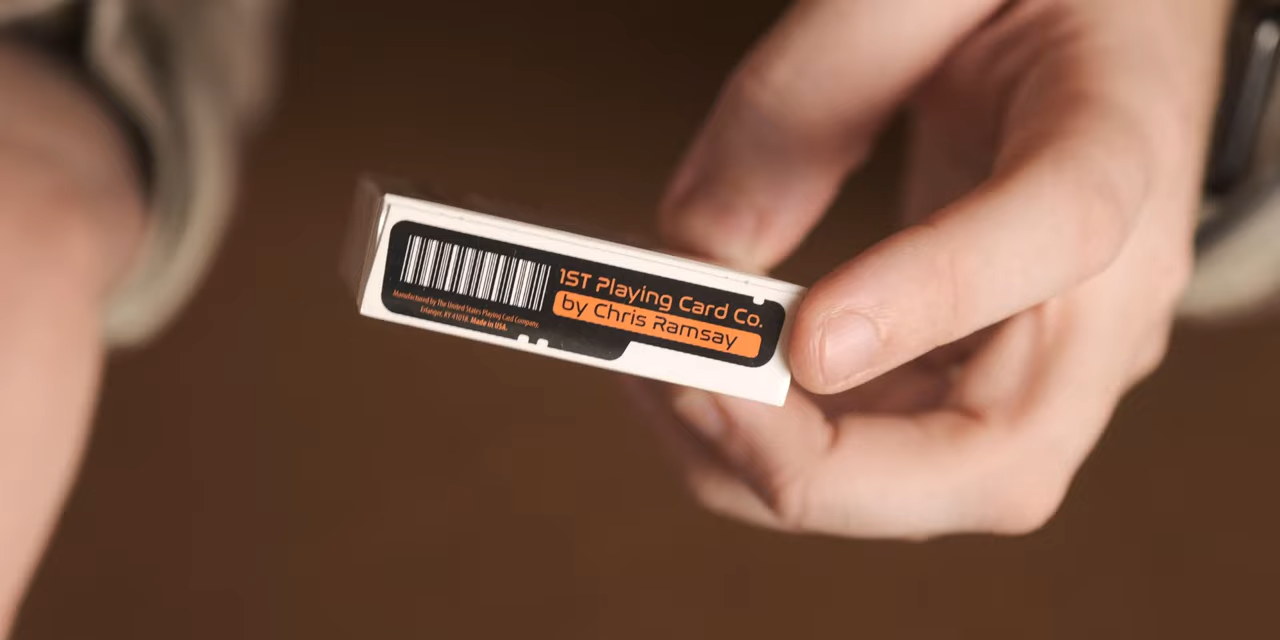 1ST Playing Card Co.
by Chris Ramsay
Manufactured by The United States Playing Card Company.
Erlanger, KY 41018. Made in USA.